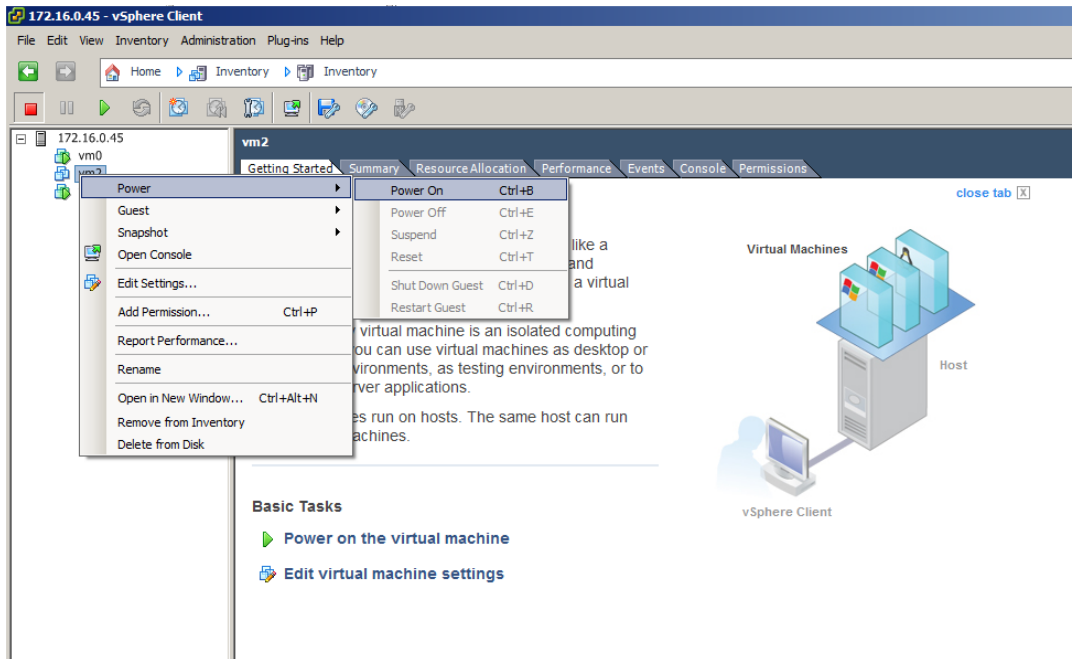 172.16.0.45 - vSphere Client
File Edit View Inventory Administration Plug-ins Help
Home Inventory Inventory
172.16.0.45
vm0
vm2
vm2
Getting Started Summary Resource Allocation Performance Events Console Permissions
close tab X
Power
Guest
Snapshot
Open Console
Edit Settings...
Add Permission... Ctrl+P
Report Performance...
Rename
Open in New Window... Ctrl+Alt+N
Remove from Inventory
Delete from Disk
Power On Ctrl+B
Power Off Ctrl+E
Suspend Ctrl+Z
Reset Ctrl+T
Shut Down Guest Ctrl+D
Restart Guest Ctrl+R
like a
and
a virtual
virtual machine is an isolated computing
you can use virtual machines as desktop or
vironments, as testing environments, or to
rver applications.
es run on hosts. The same host can run
achines.
Virtual Machines
Host
vSphere Client
Basic Tasks
Power on the virtual machine
Edit virtual machine settings